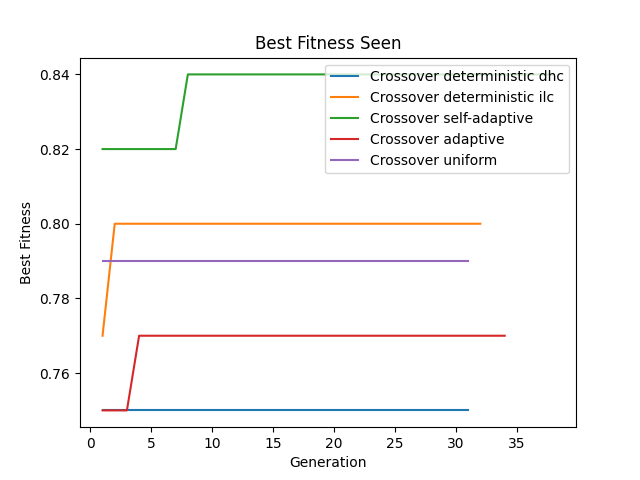 Best Fitness Seen
0.84
0.82
0.80
0.78
0.76
Best Fitness
Crossover deterministic dhc
Crossover deterministic ilc
Crossover self-adaptive
Crossover adaptive
Crossover uniform
0 5 10 15 20 25 30 35
Generation